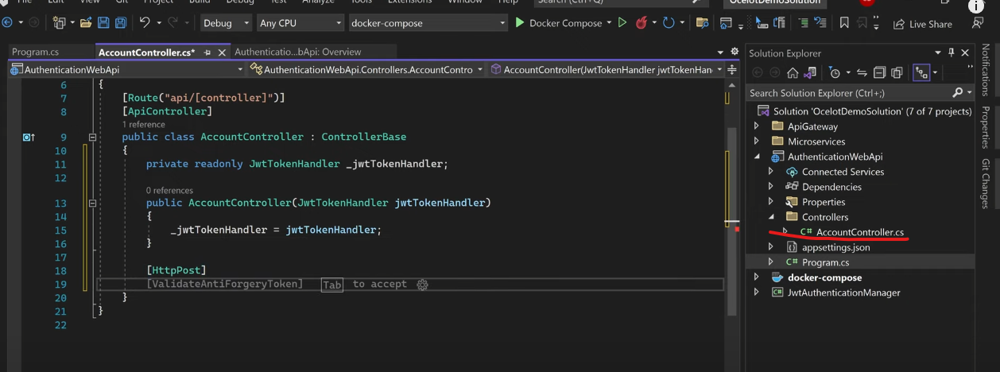 File Edit View Git Project Build Debug Test Analyze Tools Extensions Window Help Search (Ctrl+Q) OcelotDemoSolution
Debug Any CPU docker-compose Docker Compose Live Share
Program.cs AccountController.cs* Authenticatio...bApi: Overview
AuthenticationWebApi AuthenticationWebApi.Controllers.AccountContro AccountController(JwtTokenHandler jwtTokenHan
6 {
7 [Route("api/[controller]")]
8 [ApiController]
1 reference
9 public class AccountController : ControllerBase
10 {
11 private readonly JwtTokenHandler _jwtTokenHandler;
12
0 references
13 public AccountController(JwtTokenHandler jwtTokenHandler)
14 {
15 _jwtTokenHandler = jwtTokenHandler;
16 }
17
18 [HttpPost]
19 [ValidateAntiForgeryToken] Tab to accept
20 }
21 }
22
Solution Explorer
Search Solution Explorer (Ctrl+;)
Solution 'OcelotDemoSolution' (7 of 7 projects)
ApiGateway
Microservices
AuthenticationWebApi
Connected Services
Dependencies
Properties
Controllers
C# AccountController.cs
appsettings.json
C# Program.cs
docker-compose
C# JwtAuthenticationManager
Notifications
Properties
Git Changes